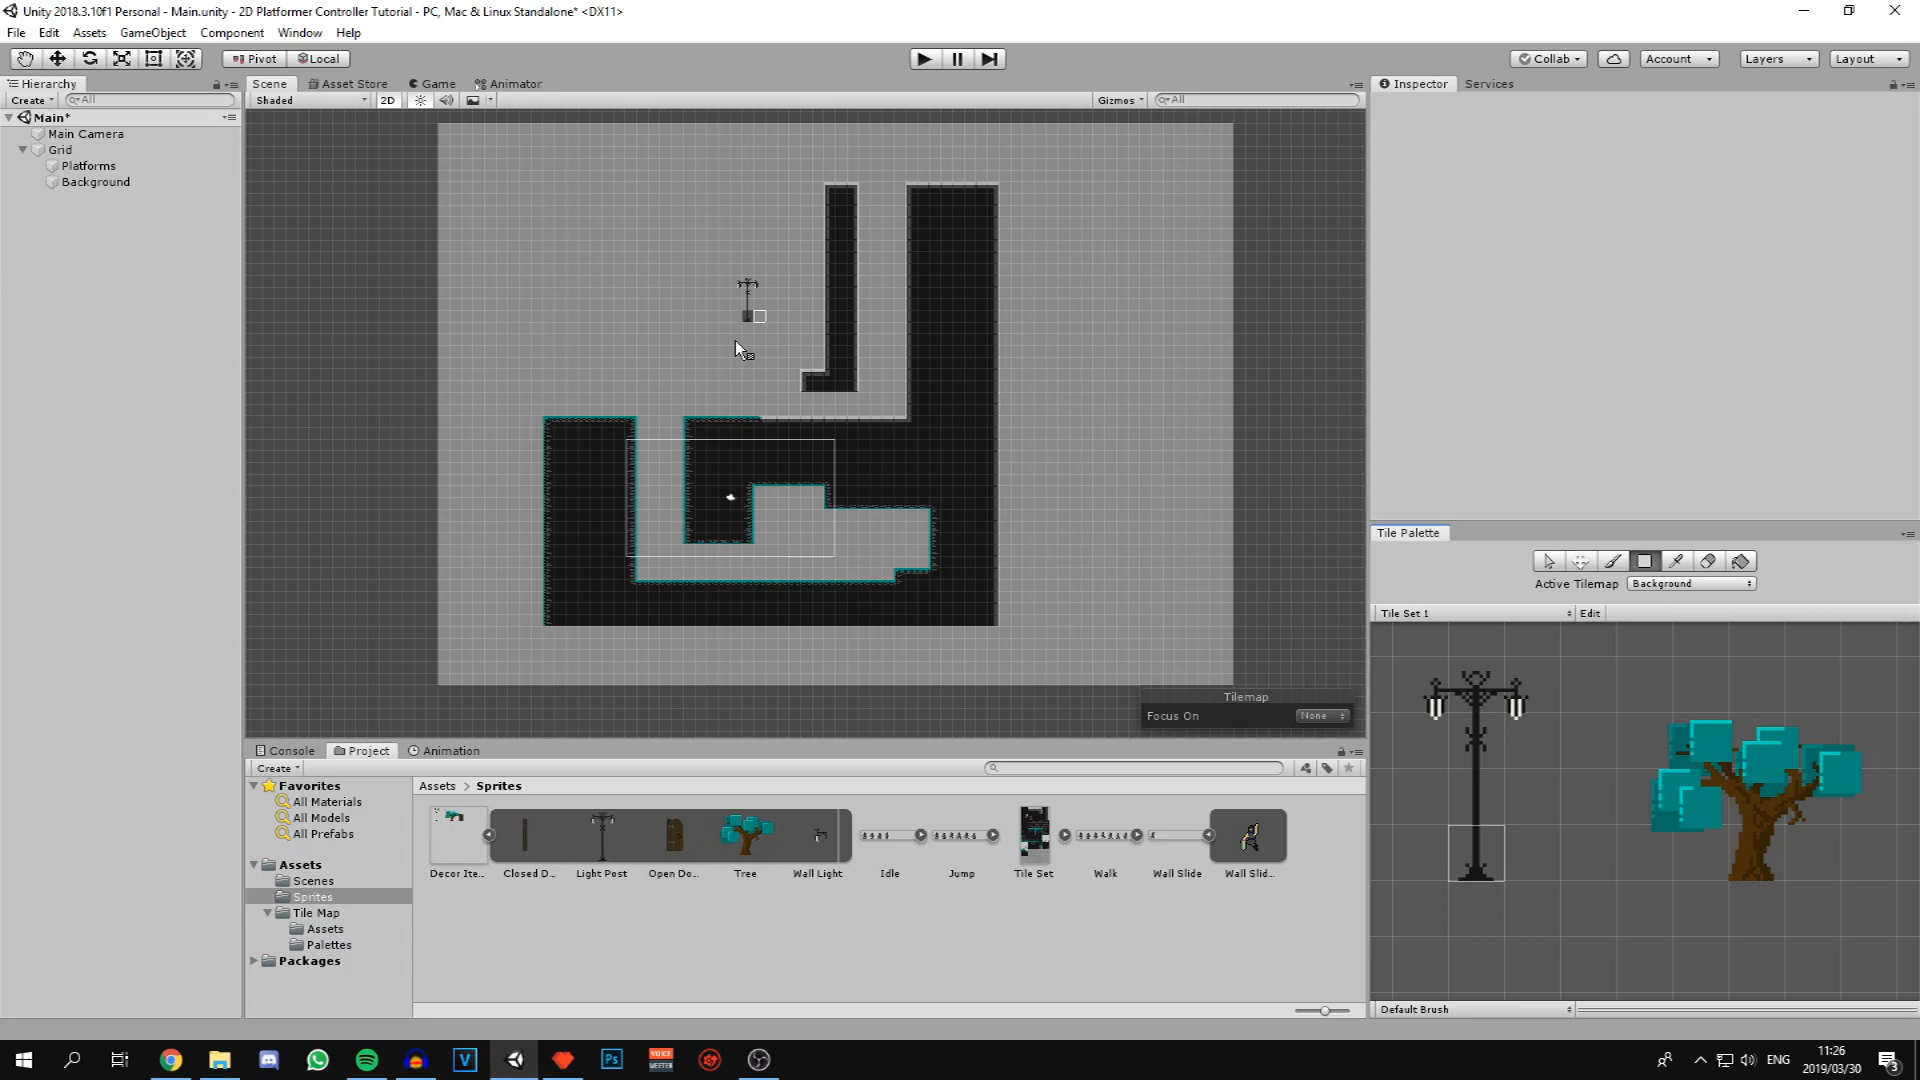 Unity 2018.3.10f1 Personal - Main.unity - 2D Platformer Controller Tutorial - PC, Mac & Linux Standalone* <DX11>
File Edit Assets GameObject Component Window Help
Pivot Local Collab Account Layers Layout
Hierarchy Scene Asset Store Game Animator Inspector Services
Create All Shaded 2D Gizmos All
Main*
Main Camera
Grid
Platforms
Background
Tile Palette
Active Tilemap Background
Tile Set 1 Edit
Tilemap
Focus On None
Console Project Animation
Create
Favorites
All Materials
All Models
All Prefabs
Assets
Scenes
Sprites
Tile Map
Assets
Palettes
Packages
Assets > Sprites
Decor Ite... Closed D... Light Post Open Do... Tree Wall Light Idle Jump Tile Set Walk Wall Slide Wall Slid...
Default Brush
V Ps VOICE ENG 11:26
2019/03/30 3